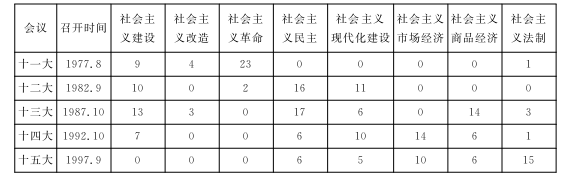 会议 召开时间 社会主义建设 社会主义改造 社会主义革命 社会主义民主 社会主义现代化建设 社会主义市场经济 社会主义商品经济 社会主义法制
十一大 1977.8 9 4 23 0 0 0 0 1
十二大 1982.9 10 0 2 16 11 0 0 0
十三大 1987.10 13 3 0 17 6 0 14 3
十四大 1992.10 7 0 0 6 10 14 6 1
十五大 1997.9 0 0 0 6 5 10 6 15